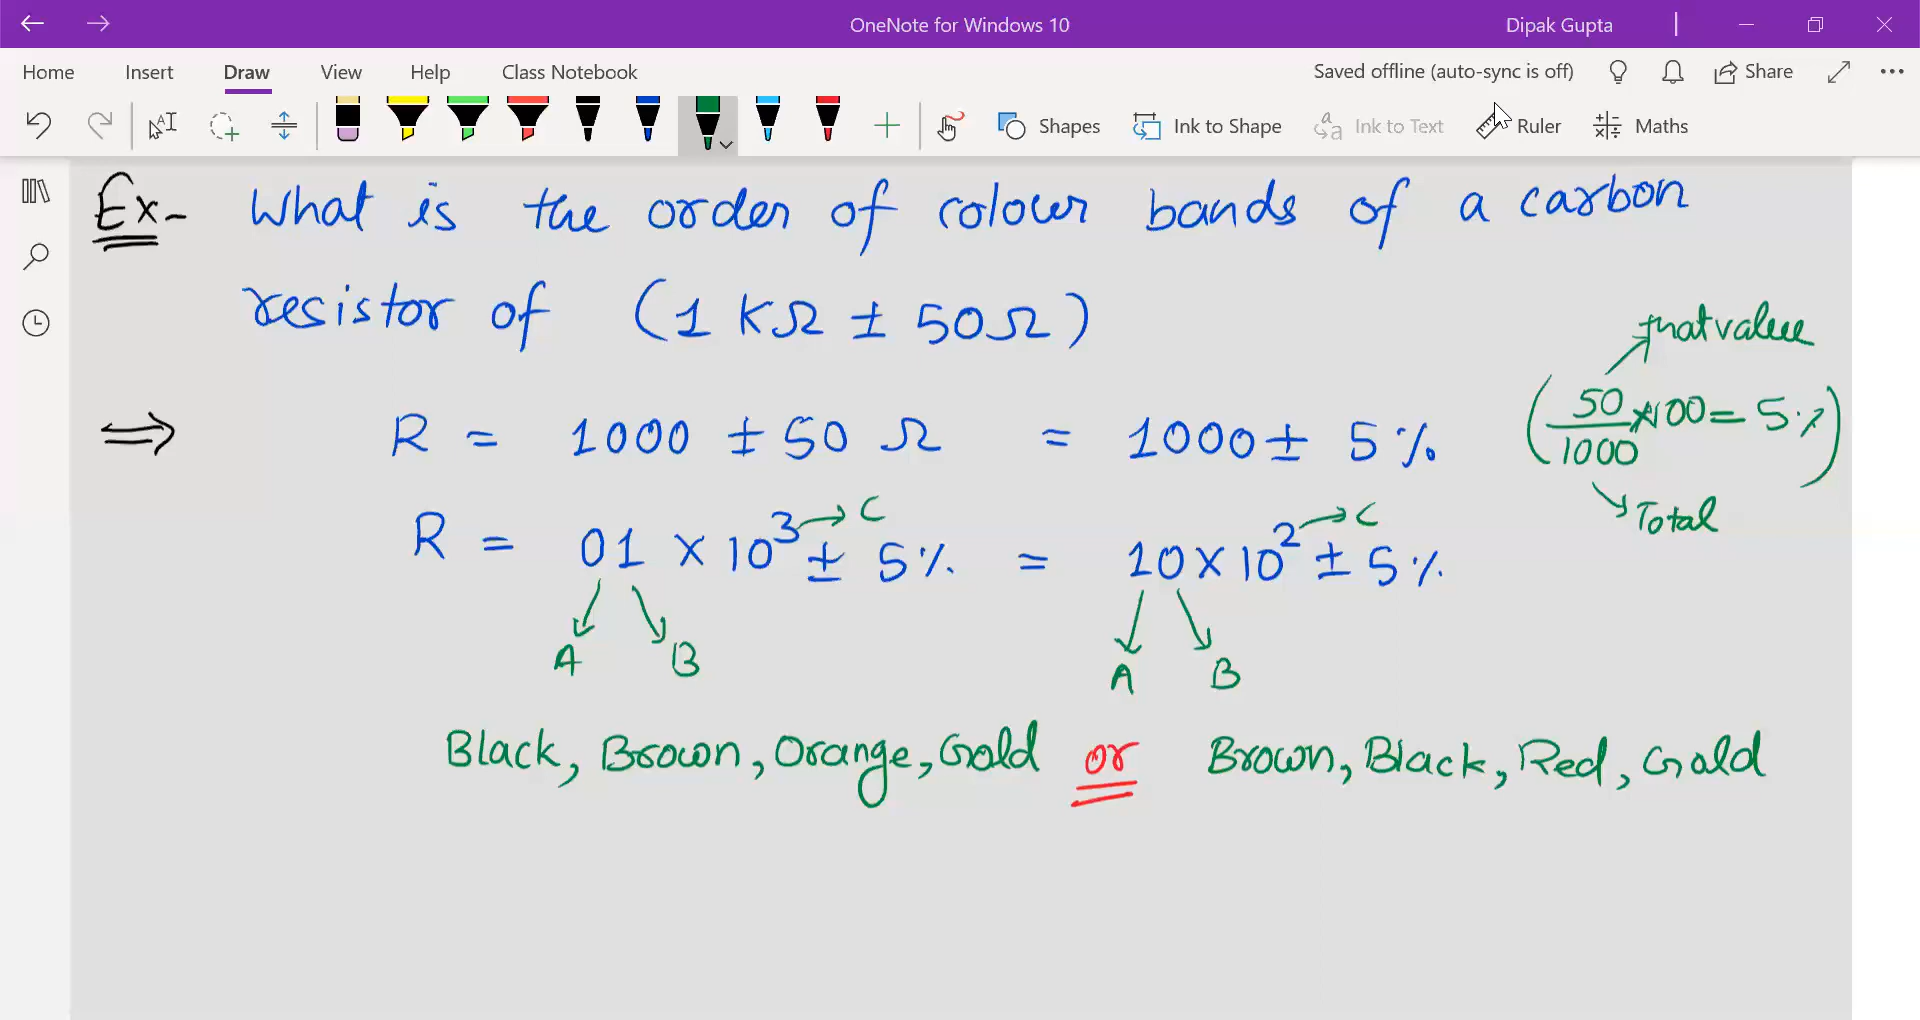 OneNote for Windows 10
Dipak Gupta
Home Insert Draw View Help Class Notebook
Saved offline (auto-sync is off) Share
Shapes Ink to Shape Ink to Text Ruler Maths
Ex- What is the order of colour bands of a carbon
resistor of (1 KΩ ± 50Ω)
⇒ R = 1000 ± 50 Ω = 1000 ± 5 %
that value
(50/1000 × 100 = 5 %)
Total
R = 01 × 10³ → C ± 5 % = 10 × 10² → C ± 5 %
A B A B
Black, Brown, Orange, Gold or Brown, Black, Red, Gold